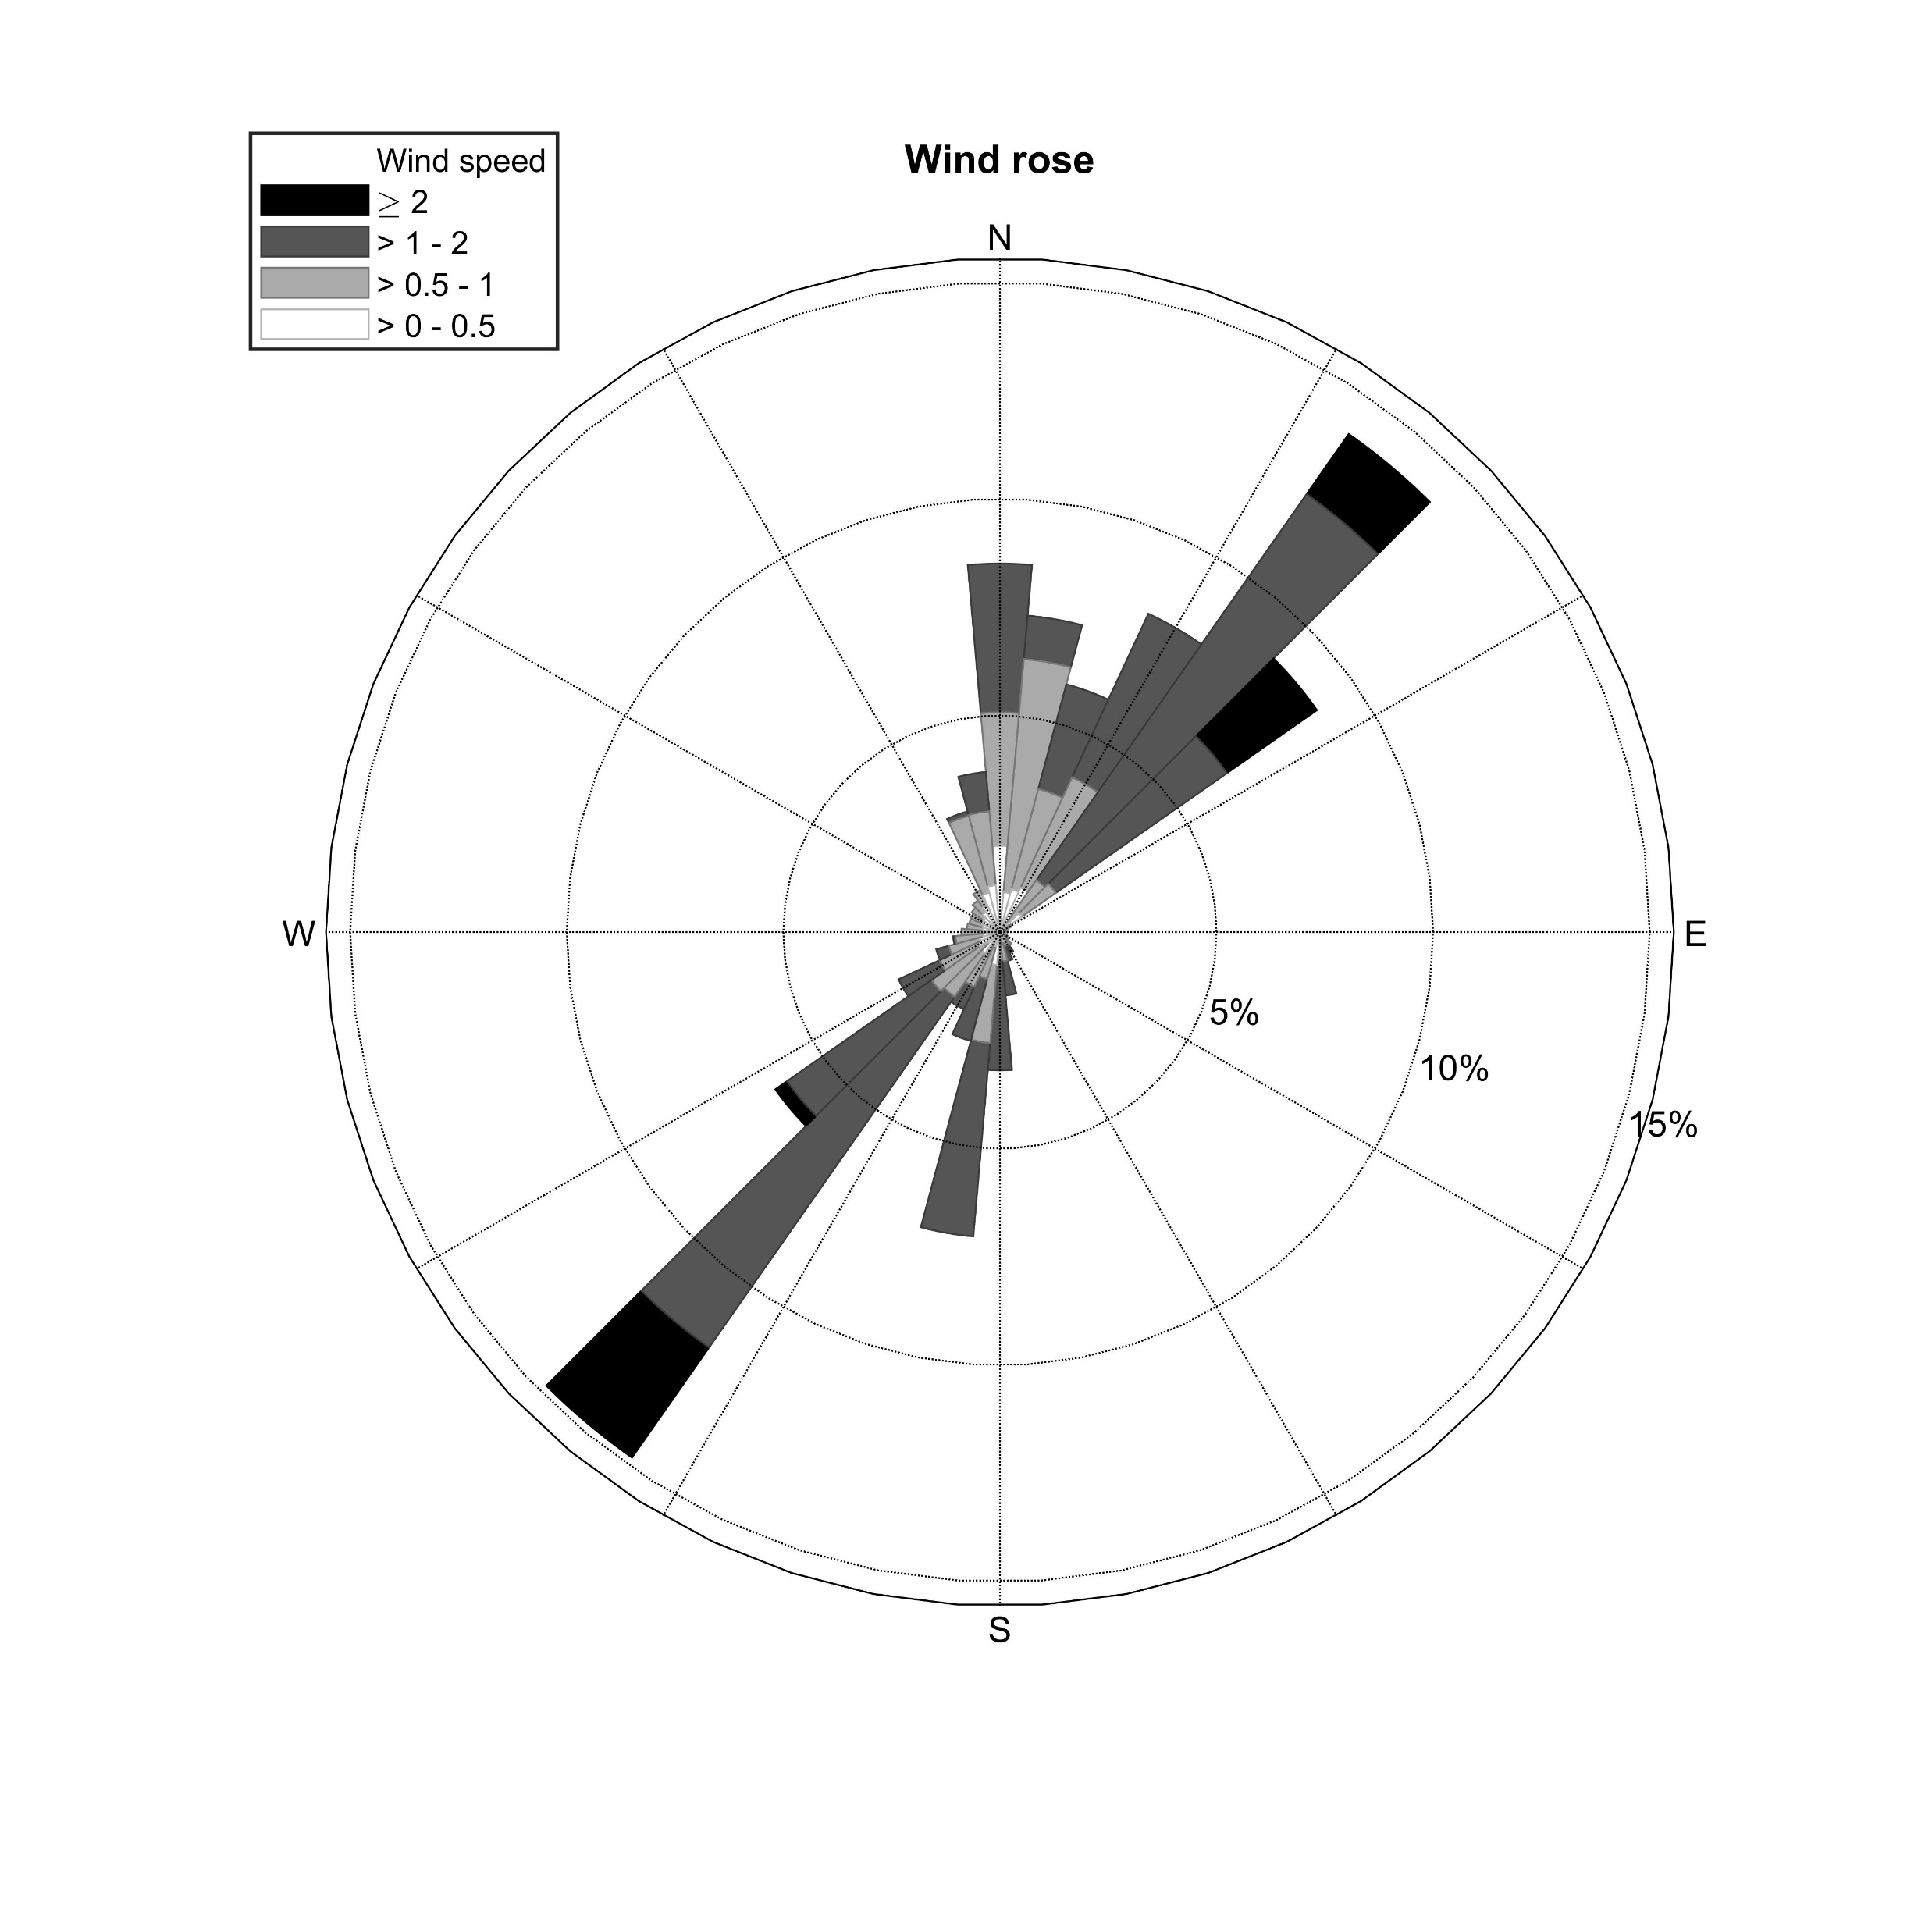 Wind speed
≥ 2
> 1 - 2
> 0.5 - 1
> 0 - 0.5
Wind rose
N
W
E
5%
10%
15%
S